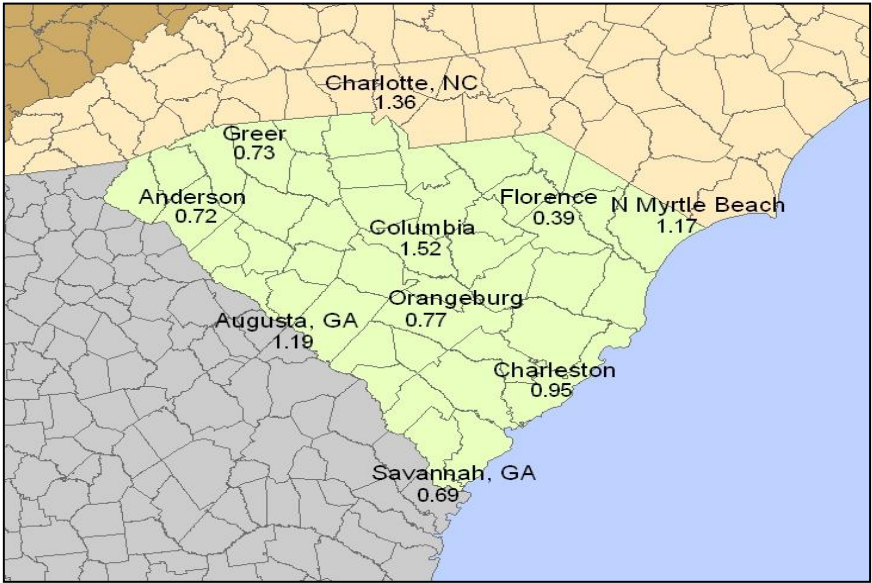 Charlotte, NC
1.36
Greer
0.73
Anderson
0.72
Florence
0.39
N Myrtle Beach
1.17
Columbia
1.52
Orangeburg
0.77
Augusta, GA
1.19
Charleston
0.95
Savannah, GA
0.69